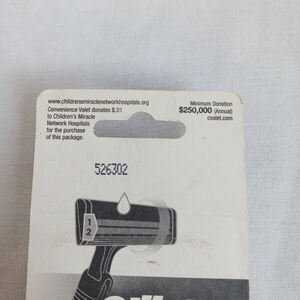 www.childrensmiraclenetworkhospitals.org
Convenience Valet donates $.01
to Children's Miracle
Network Hospitals
for the purchase
of this package.
Minimum Donation
$250,000 (Annual)
cvalet.com
526302
1
2